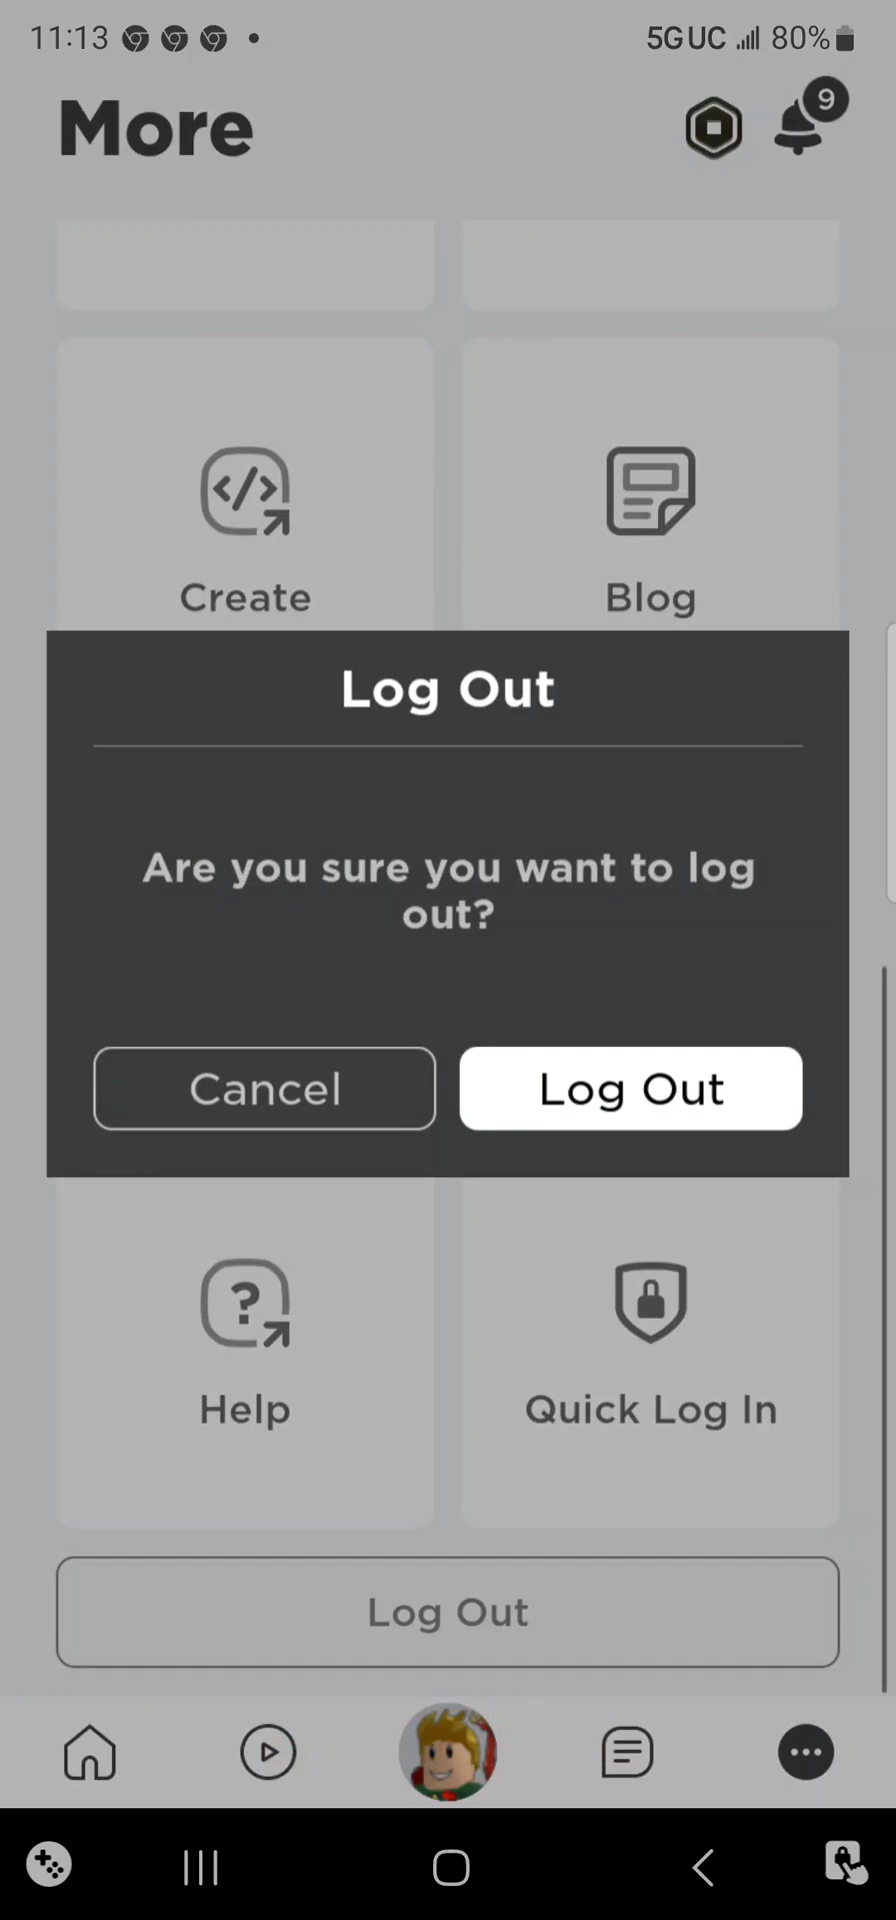 11:13 5G UC 80%
More 9
Create Blog
Log Out
Are you sure you want to log
out?
Cancel Log Out
Help Quick Log In
Log Out